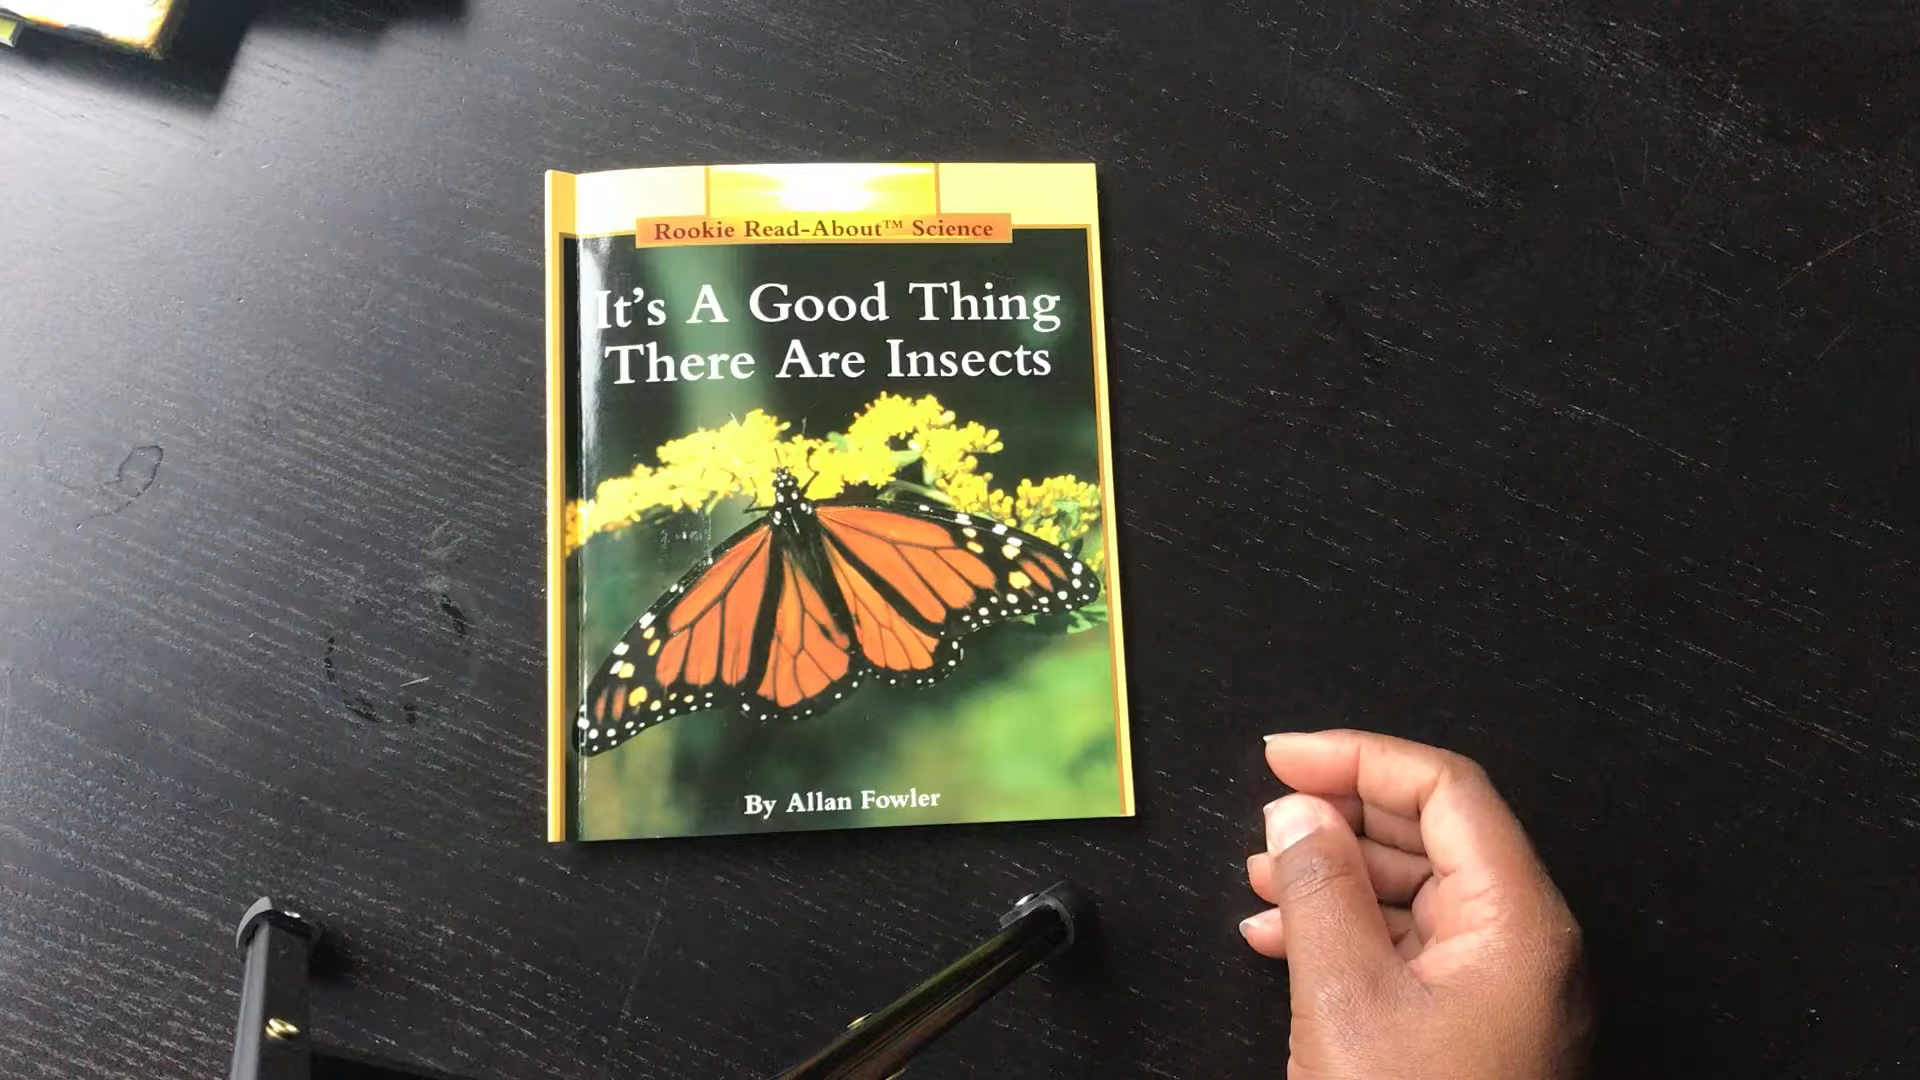 Rookie Read-About™ Science
It's A Good Thing
There Are Insects
By Allan Fowler